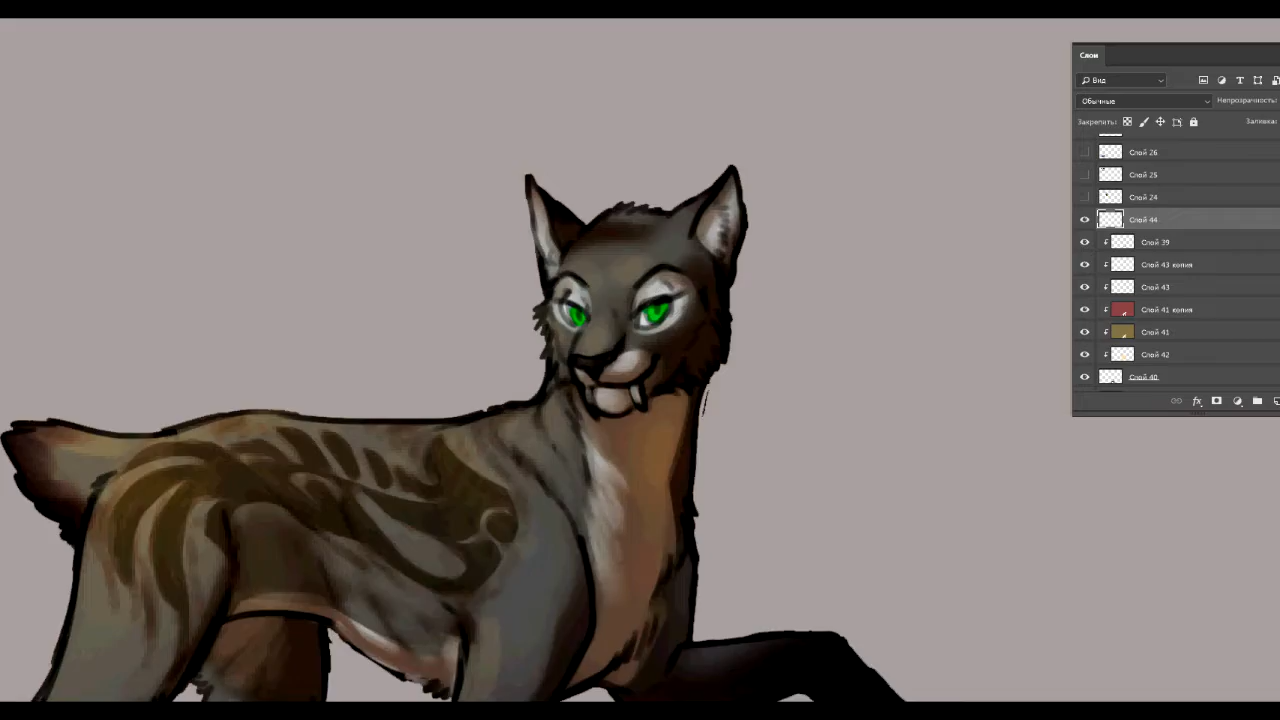 Слои
Вид
Обычные
Непрозрачность:
Закрепить:
Заливка:
Слой 26
Слой 25
Слой 24
Слой 44
Слой 39
Слой 43 копия
Слой 43
Слой 41 копия
Слой 41
Слой 42
Слой 40
fx